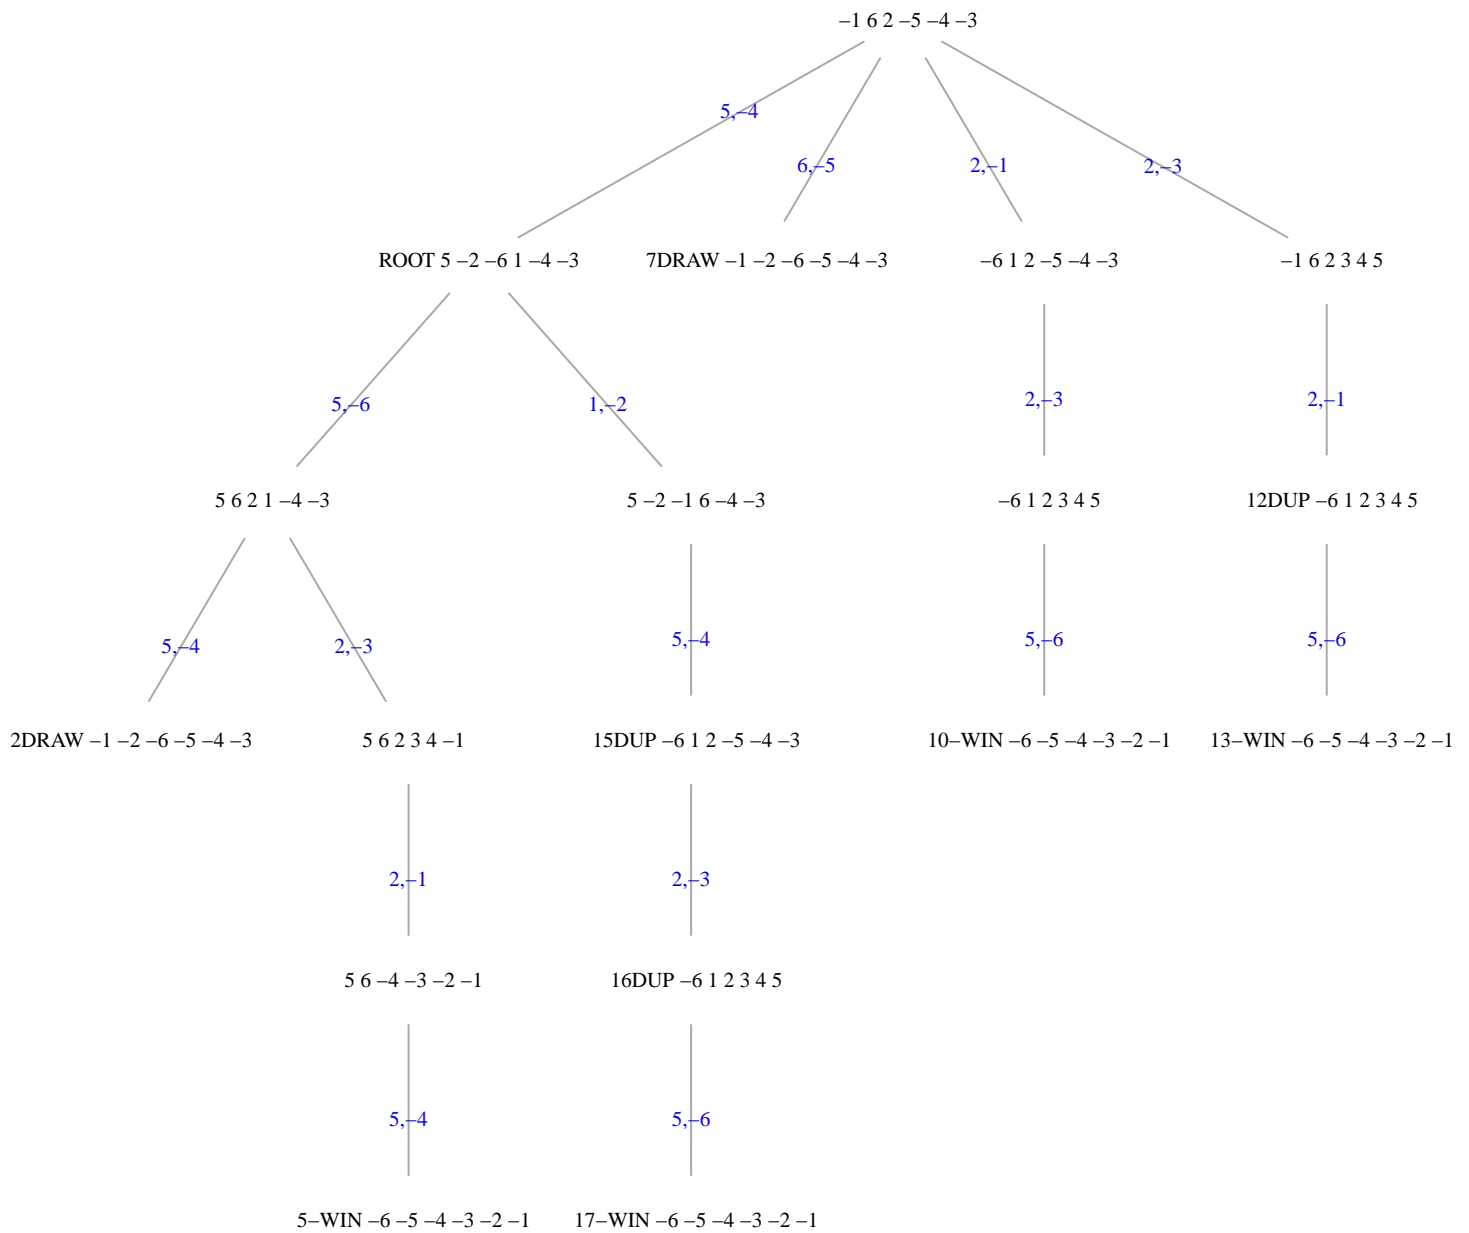 –1 6 2 –5 –4 –3
5,–4
6,–5
2,–1
2,–3
ROOT 5 –2 –6 1 –4 –3
7DRAW –1 –2 –6 –5 –4 –3
–6 1 2 –5 –4 –3
–1 6 2 3 4 5
5,–6
1,–2
2,–3
2,–1
5 6 2 1 –4 –3
5 –2 –1 6 –4 –3
–6 1 2 3 4 5
12DUP –6 1 2 3 4 5
5,–4
2,–3
5,–4
5,–6
5,–6
2DRAW –1 –2 –6 –5 –4 –3
5 6 2 3 4 –1
15DUP –6 1 2 –5 –4 –3
10–WIN –6 –5 –4 –3 –2 –1
13–WIN –6 –5 –4 –3 –2 –1
2,–1
2,–3
5 6 –4 –3 –2 –1
16DUP –6 1 2 3 4 5
5,–4
5,–6
5–WIN –6 –5 –4 –3 –2 –1
17–WIN –6 –5 –4 –3 –2 –1